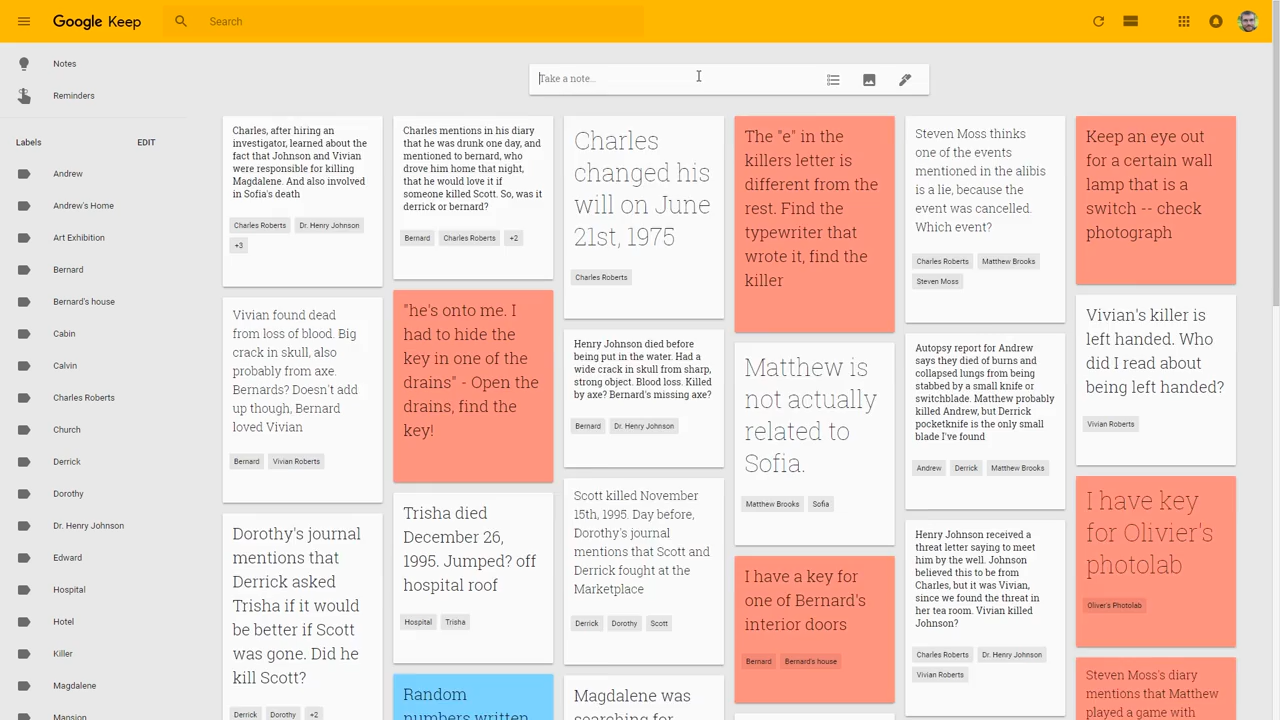 Google Keep
Search
Notes
Reminders
Labels
EDIT
Andrew
Andrew's Home
Art Exhibition
Bernard
Bernard's house
Cabin
Calvin
Charles Roberts
Church
Derrick
Dorothy
Dr. Henry Johnson
Edward
Hospital
Hotel
Killer
Magdalene
Mansion
Take a note...
Charles, after hiring an
investigator, learned about the
fact that Johnson and Vivian
were responsible for killing
Magdalene. And also involved
in Sofia's death
Charles Roberts
Dr. Henry Johnson
+3
Vivian found dead
from loss of blood. Big
crack in skull, also
probably from axe.
Bernards? Doesn't add
up though, Bernard
loved Vivian
Bernard
Vivian Roberts
Dorothy's journal
mentions that
Derrick asked
Trisha if it would
be better if Scott
was gone. Did he
kill Scott?
Derrick
Dorothy
+2
Charles mentions in his diary
that he was drunk one day, and
mentioned to bernard, who
drove him home that night,
that he would love it if
someone killed Scott. So, was it
derrick or bernard?
Bernard
Charles Roberts
+2
"he's onto me. I
had to hide the
key in one of the
drains" - Open the
drains, find the
key!
Trisha died
December 26,
1995. Jumped? off
hospital roof
Hospital
Trisha
Random
numbers written
Charles
changed his
will on June
21st, 1975
Charles Roberts
Henry Johnson died before
being put in the water. Had a
wide crack in skull from sharp,
strong object. Blood loss. Killed
by axe? Bernard's missing axe?
Bernard
Dr. Henry Johnson
Scott killed November
15th, 1995. Day before,
Dorothy's journal
mentions that Scott and
Derrick fought at the
Marketplace
Derrick
Dorothy
Scott
Magdalene was
searching for
The "e" in the
killers letter is
different from the
rest. Find the
typewriter that
wrote it, find the
killer
Matthew is
not actually
related to
Sofia.
Matthew Brooks
Sofia
I have a key for
one of Bernard's
interior doors
Bernard
Bernard's house
Steven Moss thinks
one of the events
mentioned in the alibis
is a lie, because the
event was cancelled.
Which event?
Charles Roberts
Matthew Brooks
Steven Moss
Autopsy report for Andrew
says they died of burns and
collapsed lungs from being
stabbed by a small knife or
switchblade. Matthew probably
killed Andrew, but Derrick
pocketknife is the only small
blade I've found
Andrew
Derrick
Matthew Brooks
Henry Johnson received a
threat letter saying to meet
him by the well. Johnson
believed this to be from
Charles, but it was Vivian,
since we found the threat in
her tea room. Vivian killed
Johnson?
Charles Roberts
Dr. Henry Johnson
Vivian Roberts
Keep an eye out
for a certain wall
lamp that is a
switch -- check
photograph
Vivian's killer is
left handed. Who
did I read about
being left handed?
Vivian Roberts
I have key
for Olivier's
photolab
Oliver's Photolab
Steven Moss's diary
mentions that Matthew
played a game with